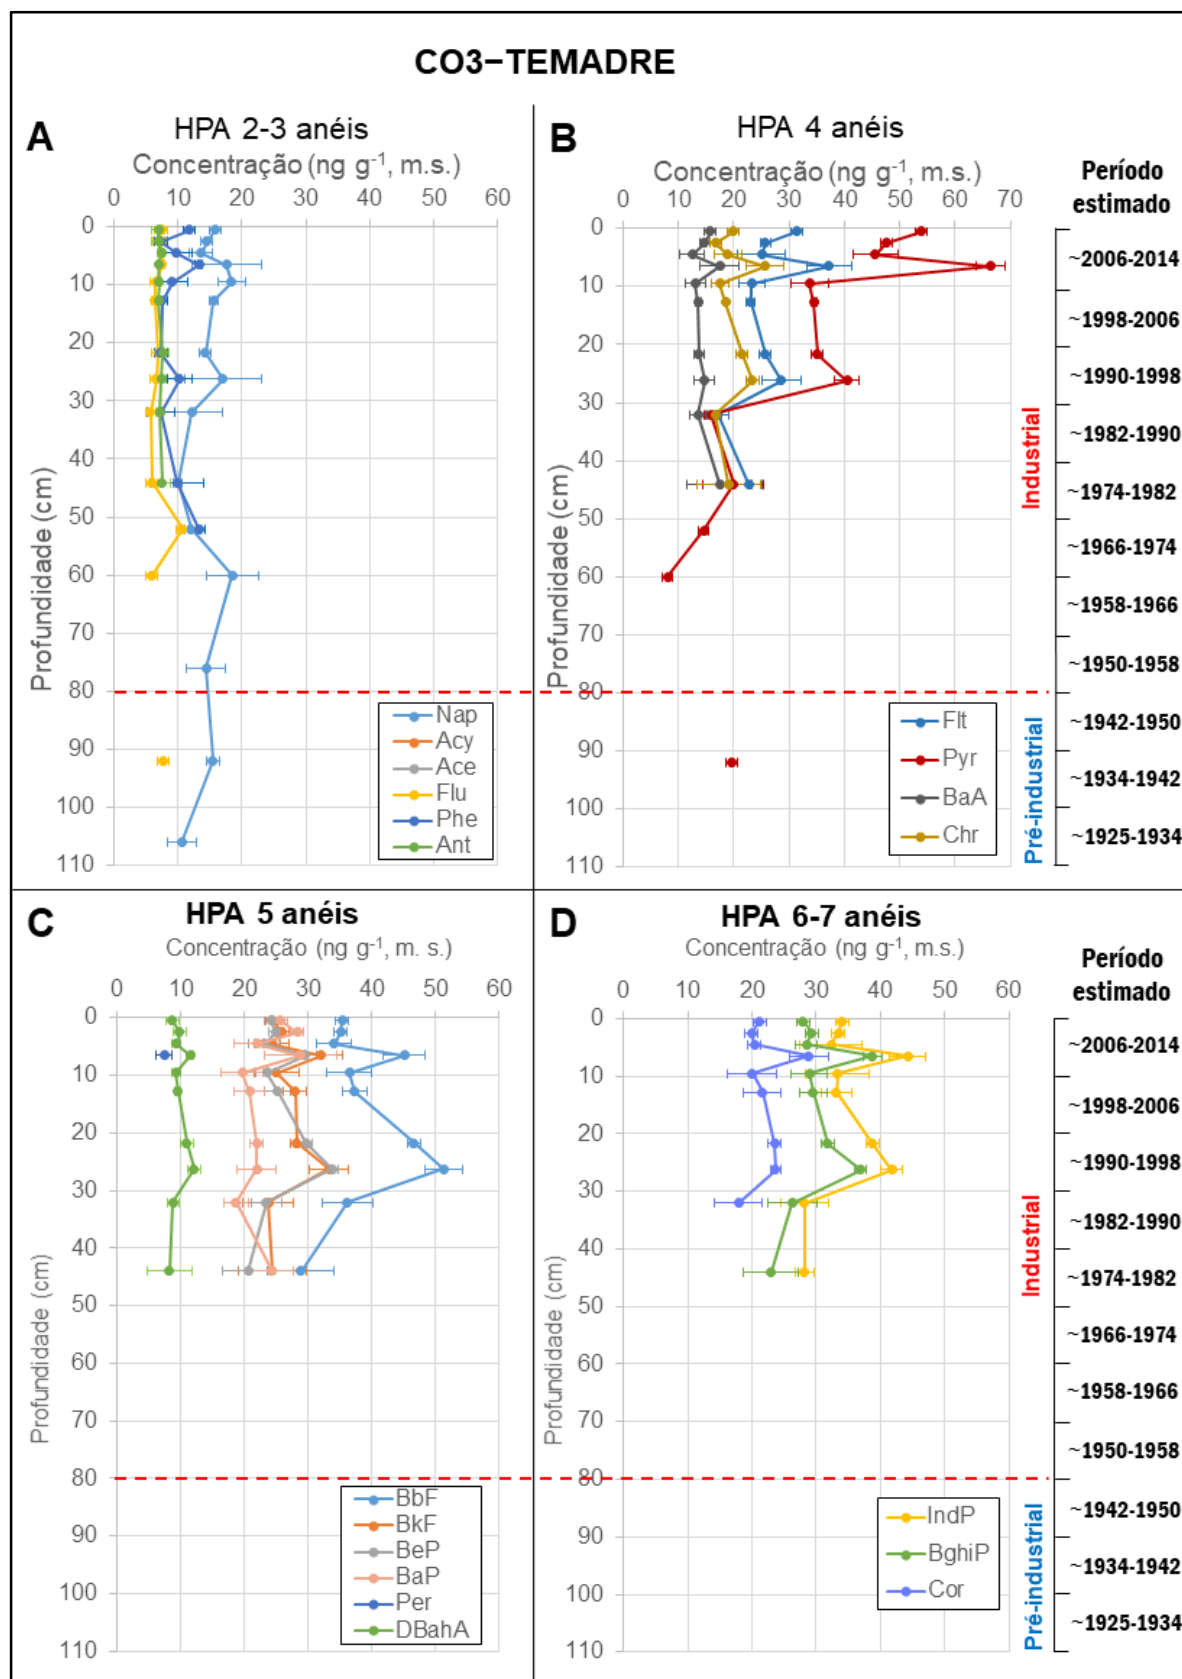 CO3–TEMADRE
A
HPA 2-3 anéis
Concentração (ng g-1, m.s.)
0 10 20 30 40 50 60
0
10
20
30
40
50
60
70
80
90
100
110
Profundidade (cm)
Nap
Acy
Ace
Flu
Phe
Ant
B
HPA 4 anéis
Concentração (ng g-1, m.s.)
0 10 20 30 40 50 60 70
0
10
20
30
40
50
60
70
80
90
100
110
Profundidade (cm)
Flt
Pyr
BaA
Chr
Industrial
Pré-industrial
Período
estimado
~2006-2014
~1998-2006
~1990-1998
~1982-1990
~1974-1982
~1966-1974
~1958-1966
~1950-1958
~1942-1950
~1934-1942
~1925-1934
C
HPA 5 anéis
Concentração (ng g-1, m. s.)
0 10 20 30 40 50 60
0
10
20
30
40
50
60
70
80
90
100
110
Profundidade (cm)
BbF
BkF
BeP
BaP
Per
DBahA
D
HPA 6-7 anéis
Concentração (ng g-1, m.s.)
0 10 20 30 40 50 60
0
10
20
30
40
50
60
70
80
90
100
110
Profundidade (cm)
IndP
BghiP
Cor
Industrial
Pré-industrial
Período
estimado
~2006-2014
~1998-2006
~1990-1998
~1982-1990
~1974-1982
~1966-1974
~1958-1966
~1950-1958
~1942-1950
~1934-1942
~1925-1934